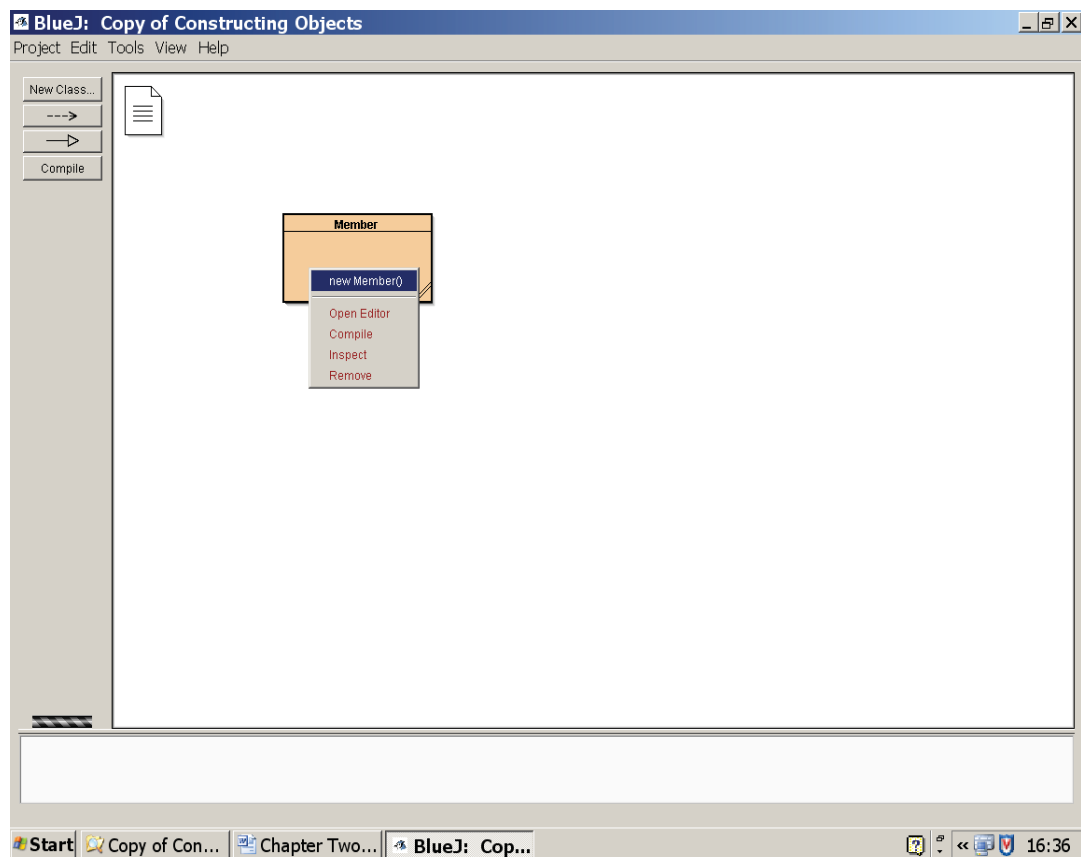 BlueJ: Copy of Constructing Objects
Project Edit Tools View Help
New Class...
Compile
Member
new Member()
Open Editor
Compile
Inspect
Remove
Start Copy of Con... Chapter Two... BlueJ: Cop... 16:36